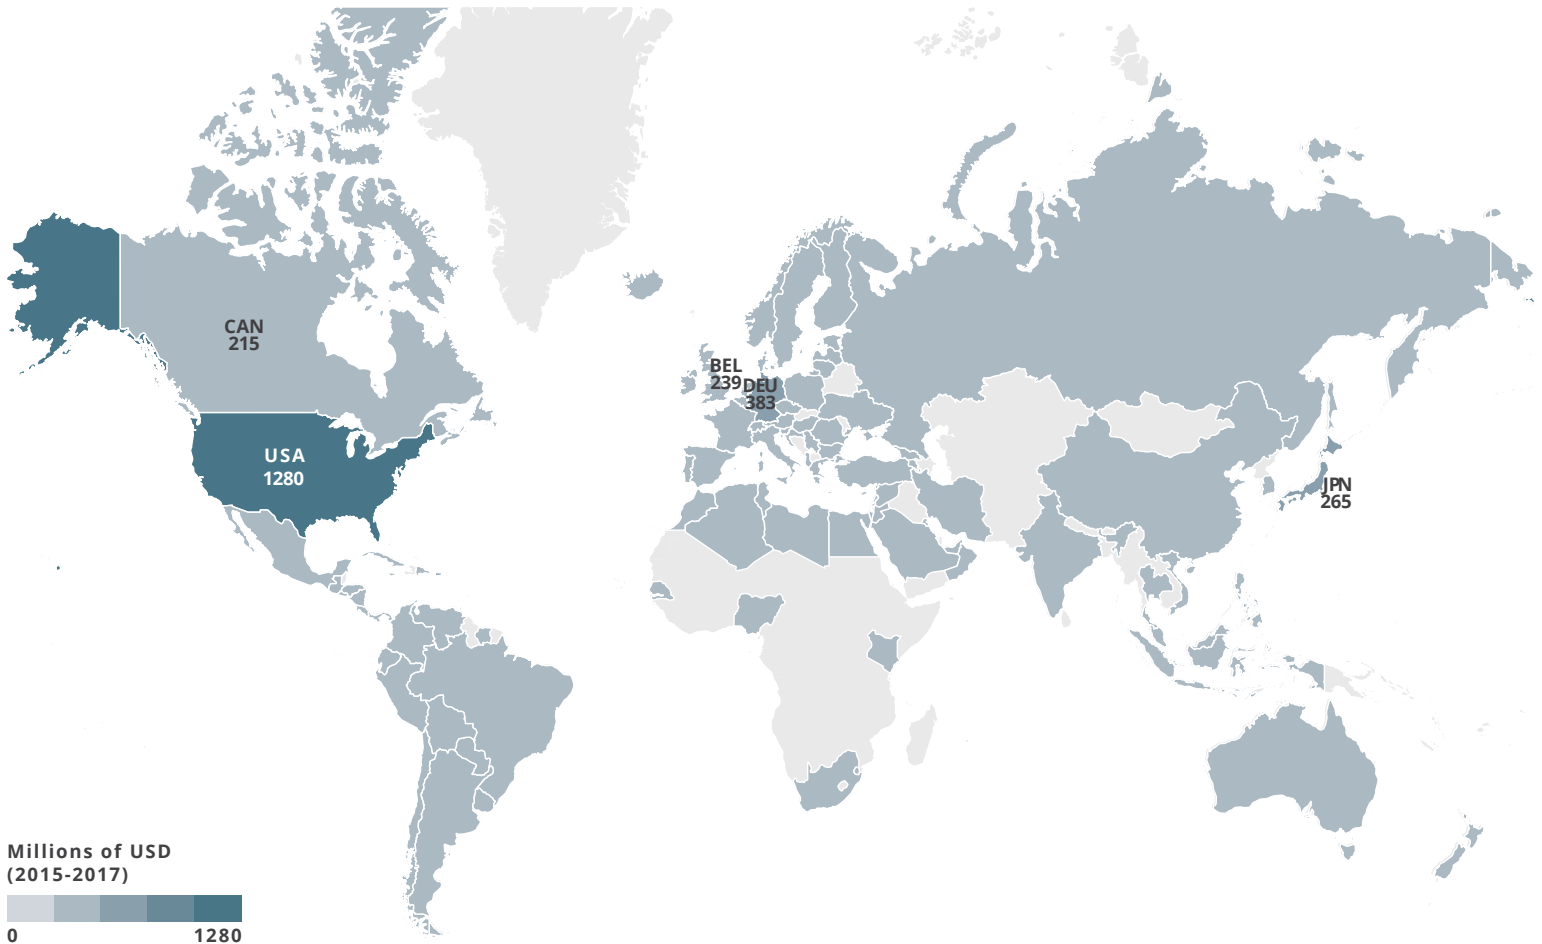 CAN
215
BEL
239
DEU
383
USA
1280
JPN
265
Millions of USD
(2015-2017)
0 1280